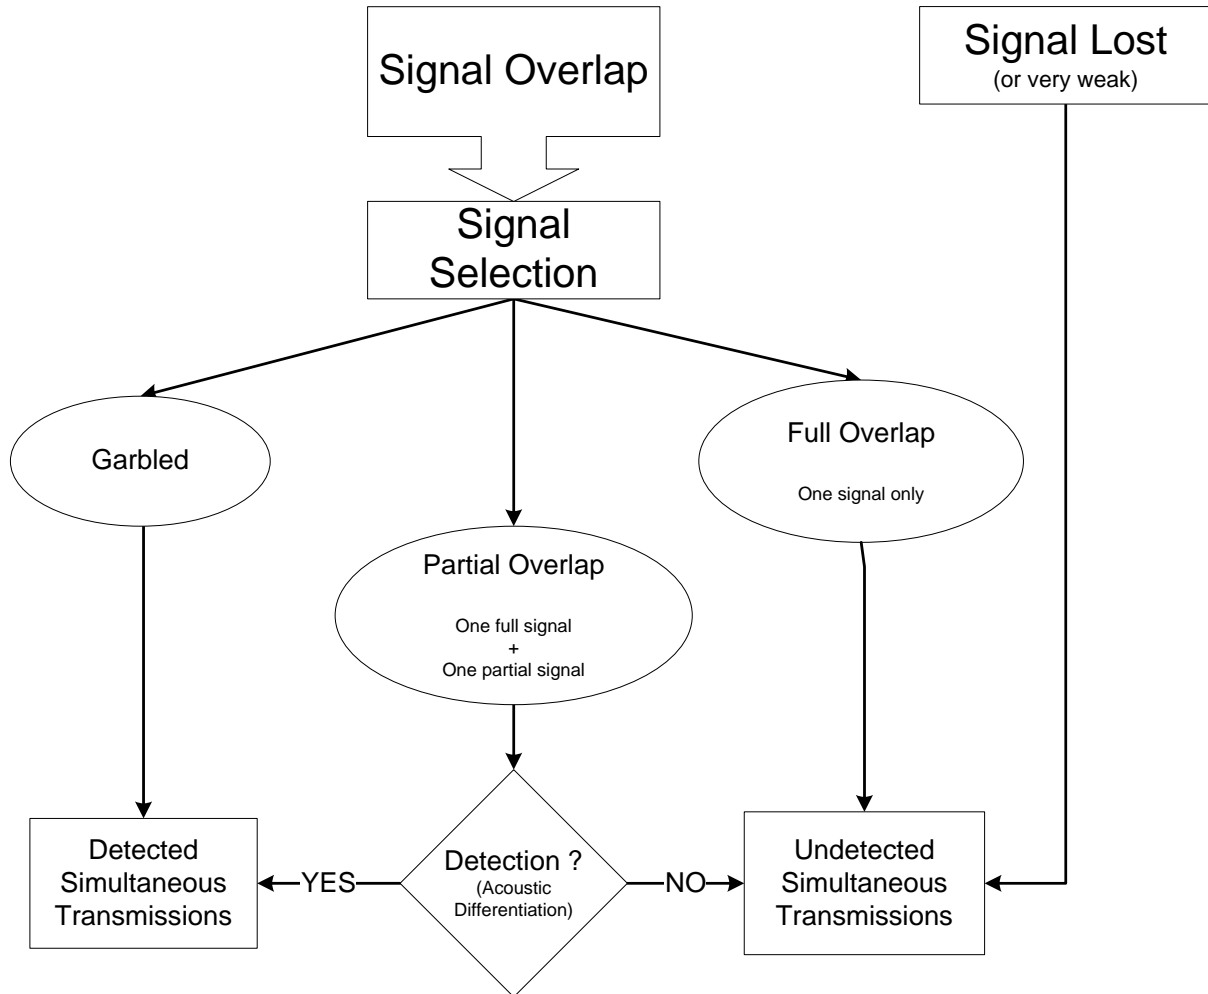 Signal Overlap
Signal Lost
(or very weak)
Signal
Selection
Garbled
Full Overlap
One signal only
Partial Overlap
One full signal
+
One partial signal
Detected
Simultaneous
Transmissions
YES
Detection ?
(Acoustic
Differentiation)
NO
Undetected
Simultaneous
Transmissions